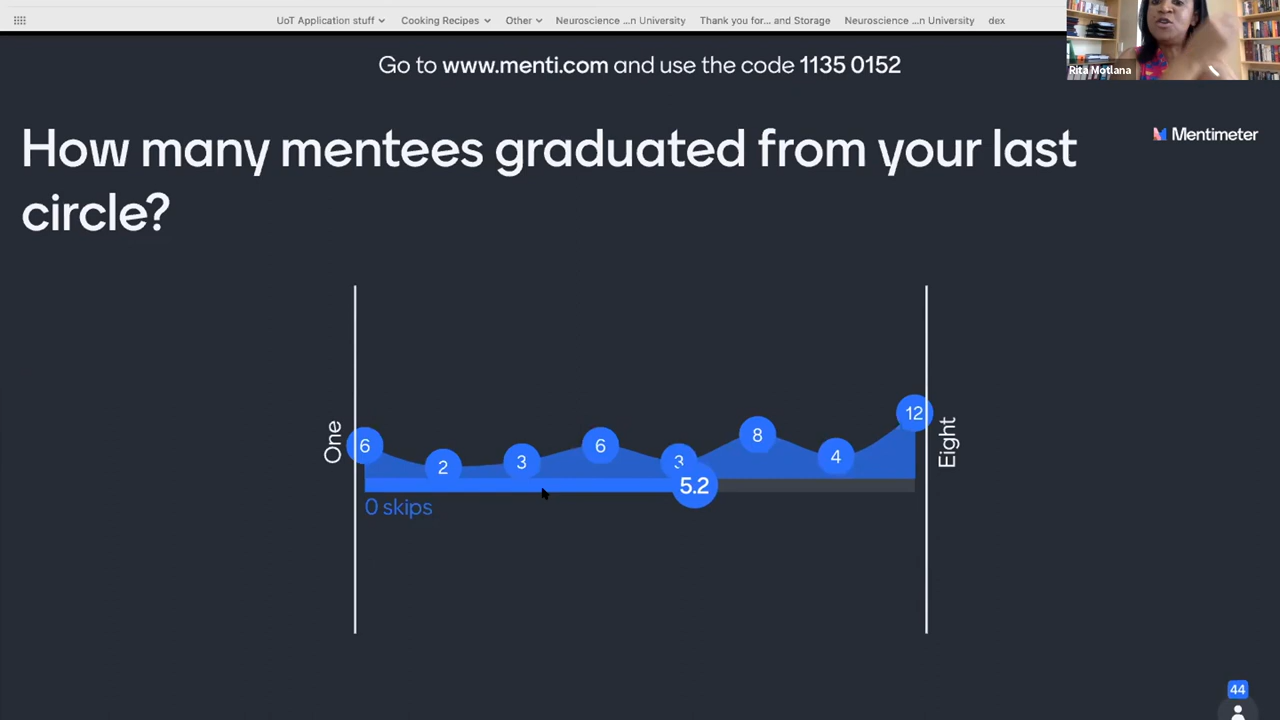 UoT Application stuff Cooking Recipes Other Neuroscience ...n University Thank you for... and Storage Neuroscience ...n University dex
Rita Motlana
Go to www.menti.com and use the code 1135 0152
Mentimeter
How many mentees graduated from your last
circle?
One
6
2
3
6
3
8
4
12
5.2
Eight
0 skips
44